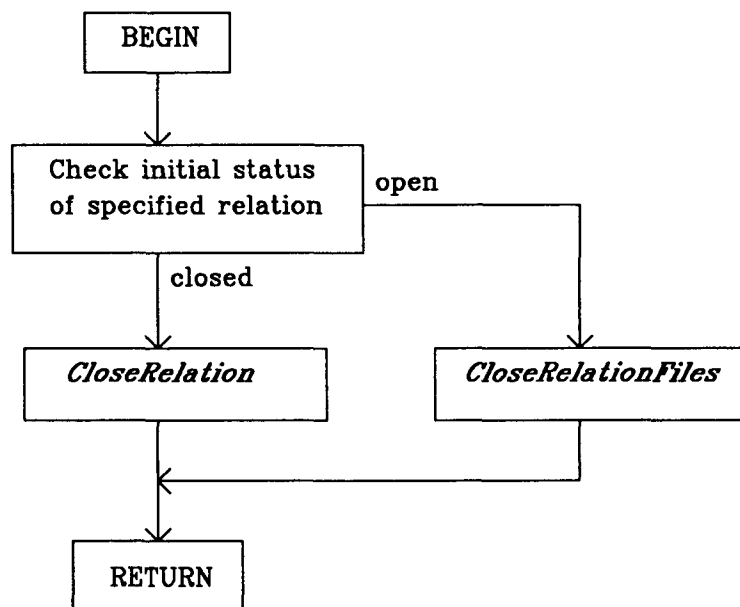 BEGIN
Check initial status
of specified relation
open
closed
CloseRelation
CloseRelationFiles
RETURN